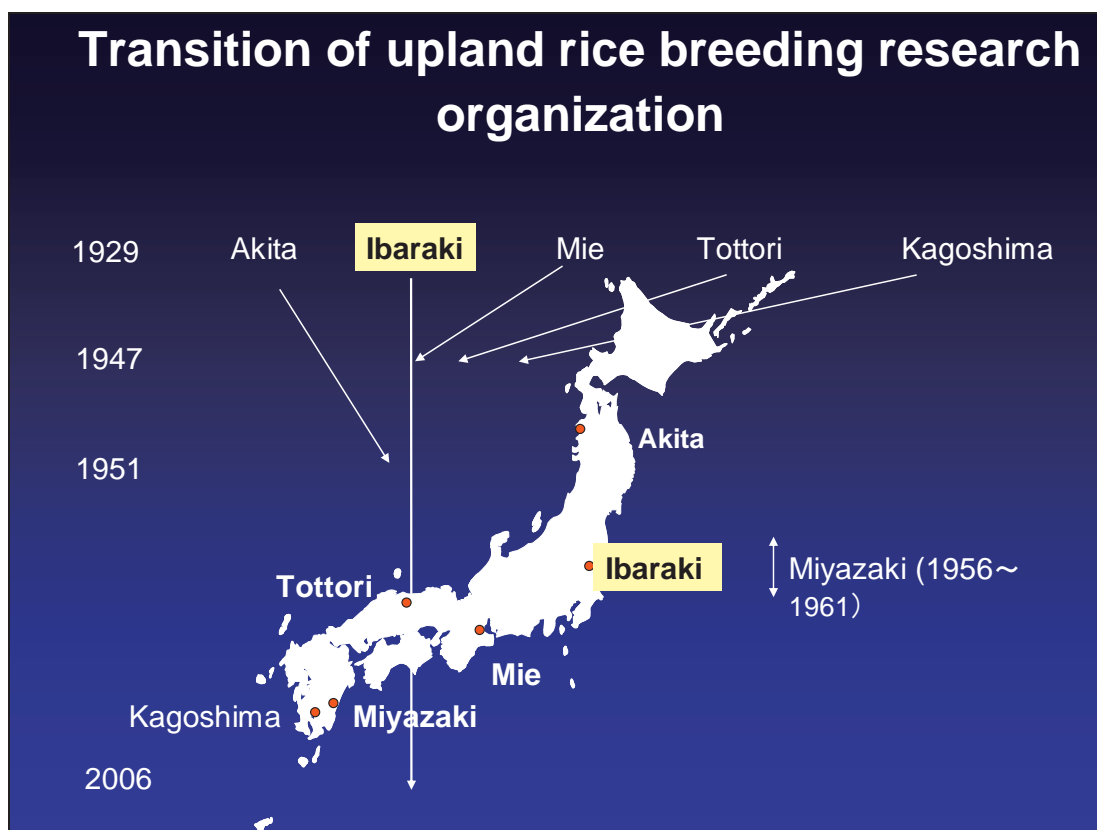 Transition of upland rice breeding research
organization
1929
Akita
Ibaraki
Mie
Tottori
Kagoshima
1947
1951
Akita
Ibaraki
Miyazaki (1956～
1961）
Tottori
Mie
Kagoshima
Miyazaki
2006